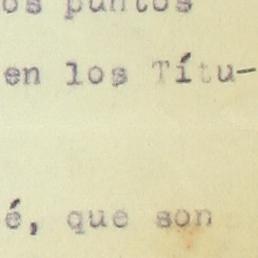 os puntos
en los Títu-
é, que son